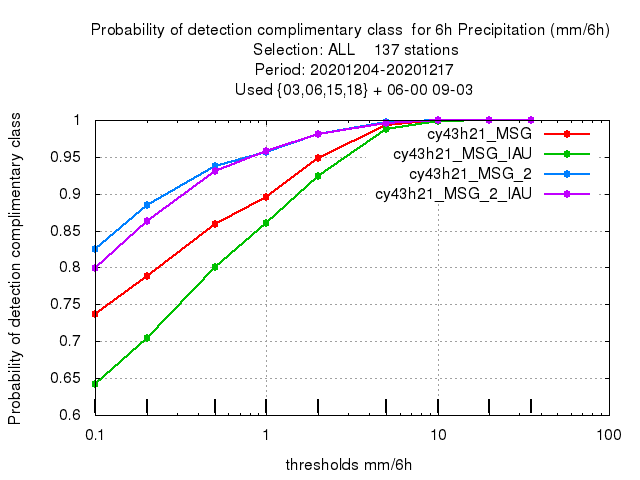 Probability of detection complimentary class  for 6h Precipitation (mm/6h)
Selection: ALL    137 stations
Period: 20201204-20201217
Used {03,06,15,18} + 06-00 09-03
Probability of detection complimentary class
1
0.95
0.9
0.85
0.8
0.75
0.7
0.65
0.6
cy43h21_MSG
cy43h21_MSG_IAU
cy43h21_MSG_2
cy43h21_MSG_2_IAU
0.1 1 10 100
thresholds mm/6h